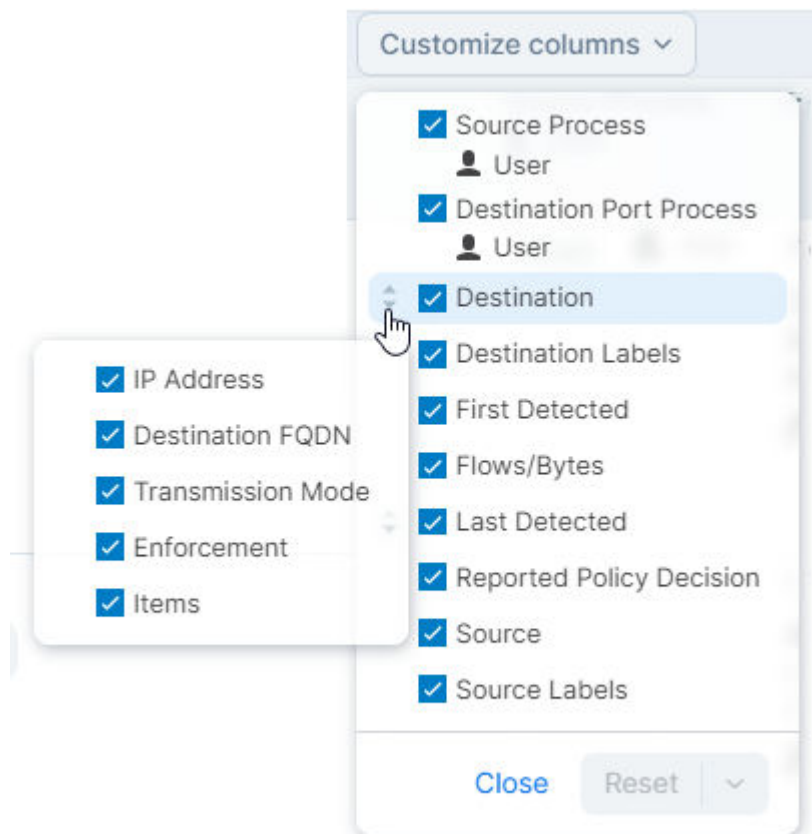 Customize columns
Source Process
User
Destination Port Process
User
Destination
Destination Labels
First Detected
Flows/Bytes
Last Detected
Reported Policy Decision
Source
Source Labels
Close
Reset
IP Address
Destination FQDN
Transmission Mode
Enforcement
Items